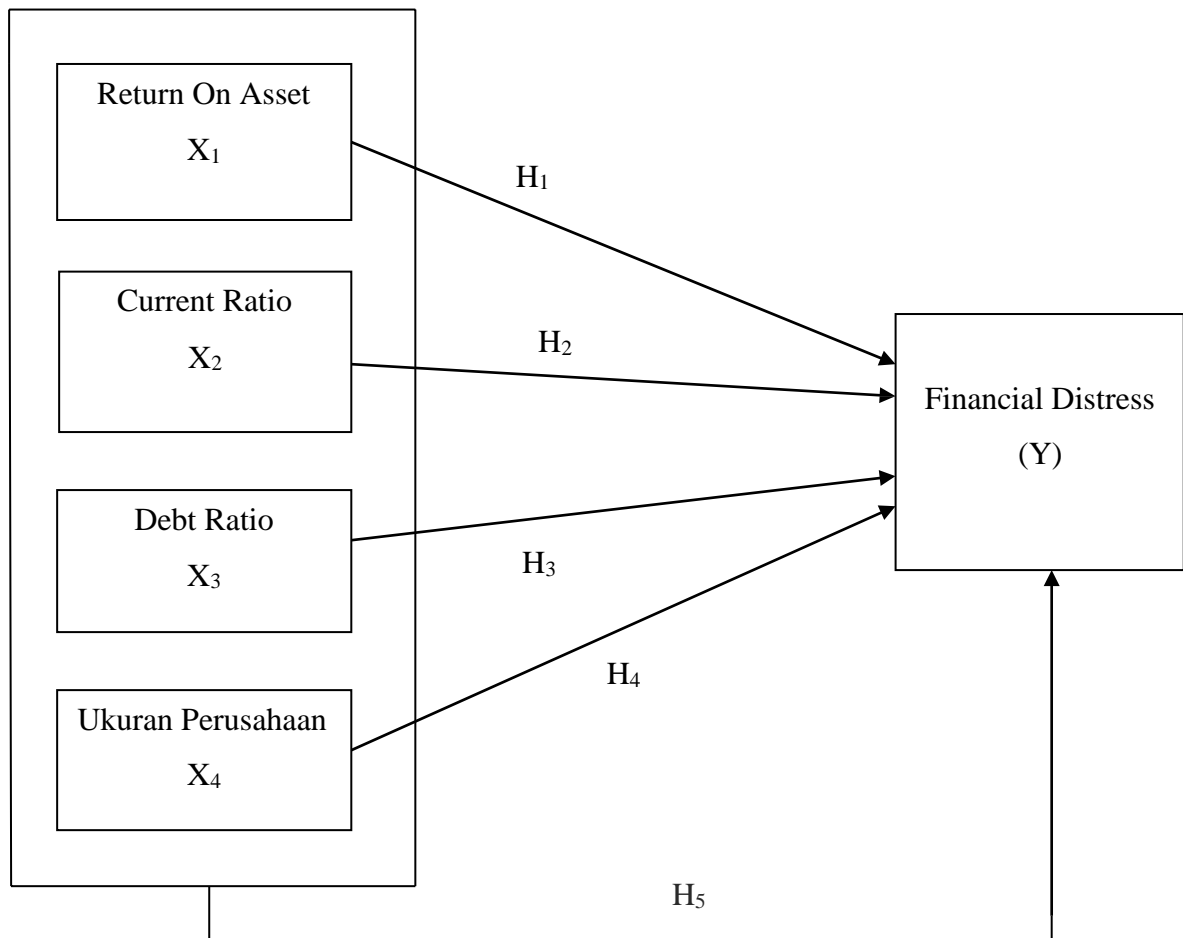 Return On Asset
X₁
H₁
Current Ratio
X₂
H₂
Financial Distress
(Y)
Debt Ratio
X₃
H₃
Ukuran Perusahaan
X₄
H₄
H₅